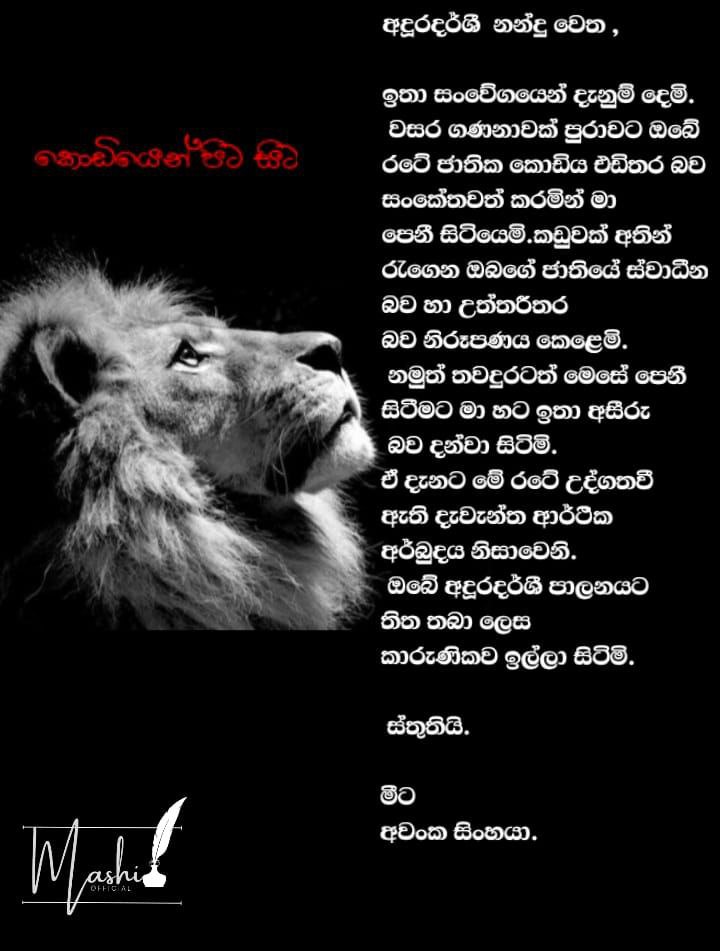 අදූරදර්ශී නන්දු වෙත ,
ඉතා සංවේගයෙන් දැනුම් දෙමි.
වසර ගණනාවක් පුරාවට ඔබේ
රටේ ජාතික කොඩිය එඩිතර බව
සංකේතවත් කරමින් මා
පෙනී සිටියෙමි.කඩුවක් අතින්
රැගෙන ඔබගේ ජාතියේ ස්වාධීන
බව හා උත්තරීතර
බව නිරූපණය කෙළෙමි.
නමුත් තවදුරටත් මෙසේ පෙනී
සිටීමට මා හට ඉතා අසීරු
බව දන්වා සිටිමි.
ඒ දැනට මේ රටේ උද්ගතවී
ඇති දැවැන්ත ආර්ථික
අර්බුදය නිසාවෙනි.
ඔබේ අදූරදර්ශී පාලනයට
තිත තබා ලෙස
කාරුණිකව ඉල්ලා සිටිමි.
ස්තුතියි.
මීට
අවංක සිංහයා.
කොඩියෙන් පිට සිට
Mashi
OFFICIAL